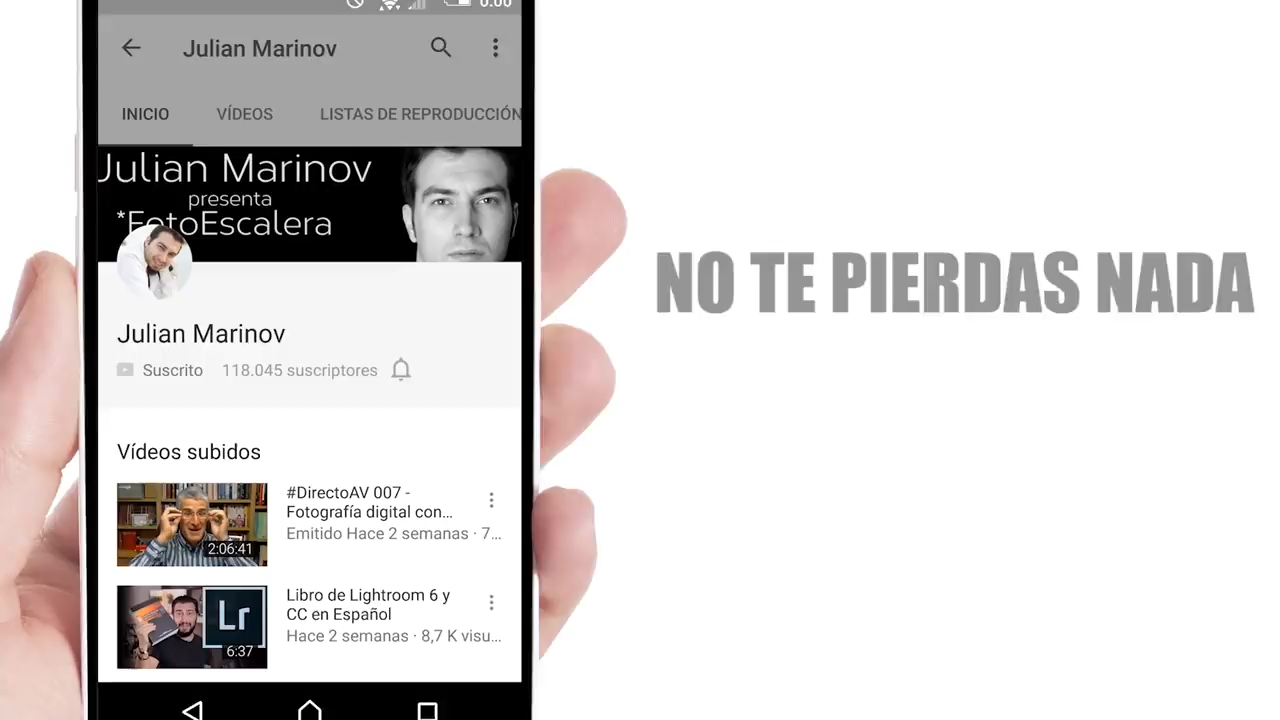 0:00
Julian Marinov
INICIO
VÍDEOS
LISTAS DE REPRODUCCIÓN
Julian Marinov
presenta
*FotoEscalera
Julian Marinov
Suscrito
118.045 suscriptores
Vídeos subidos
#DirectoAV 007 -
Fotografía digital con...
Emitido Hace 2 semanas · 7...
2:06:41
Libro de Lightroom 6 y
CC en Español
Hace 2 semanas · 8,7 K visu...
Lr
6:37
NO TE PIERDAS NADA